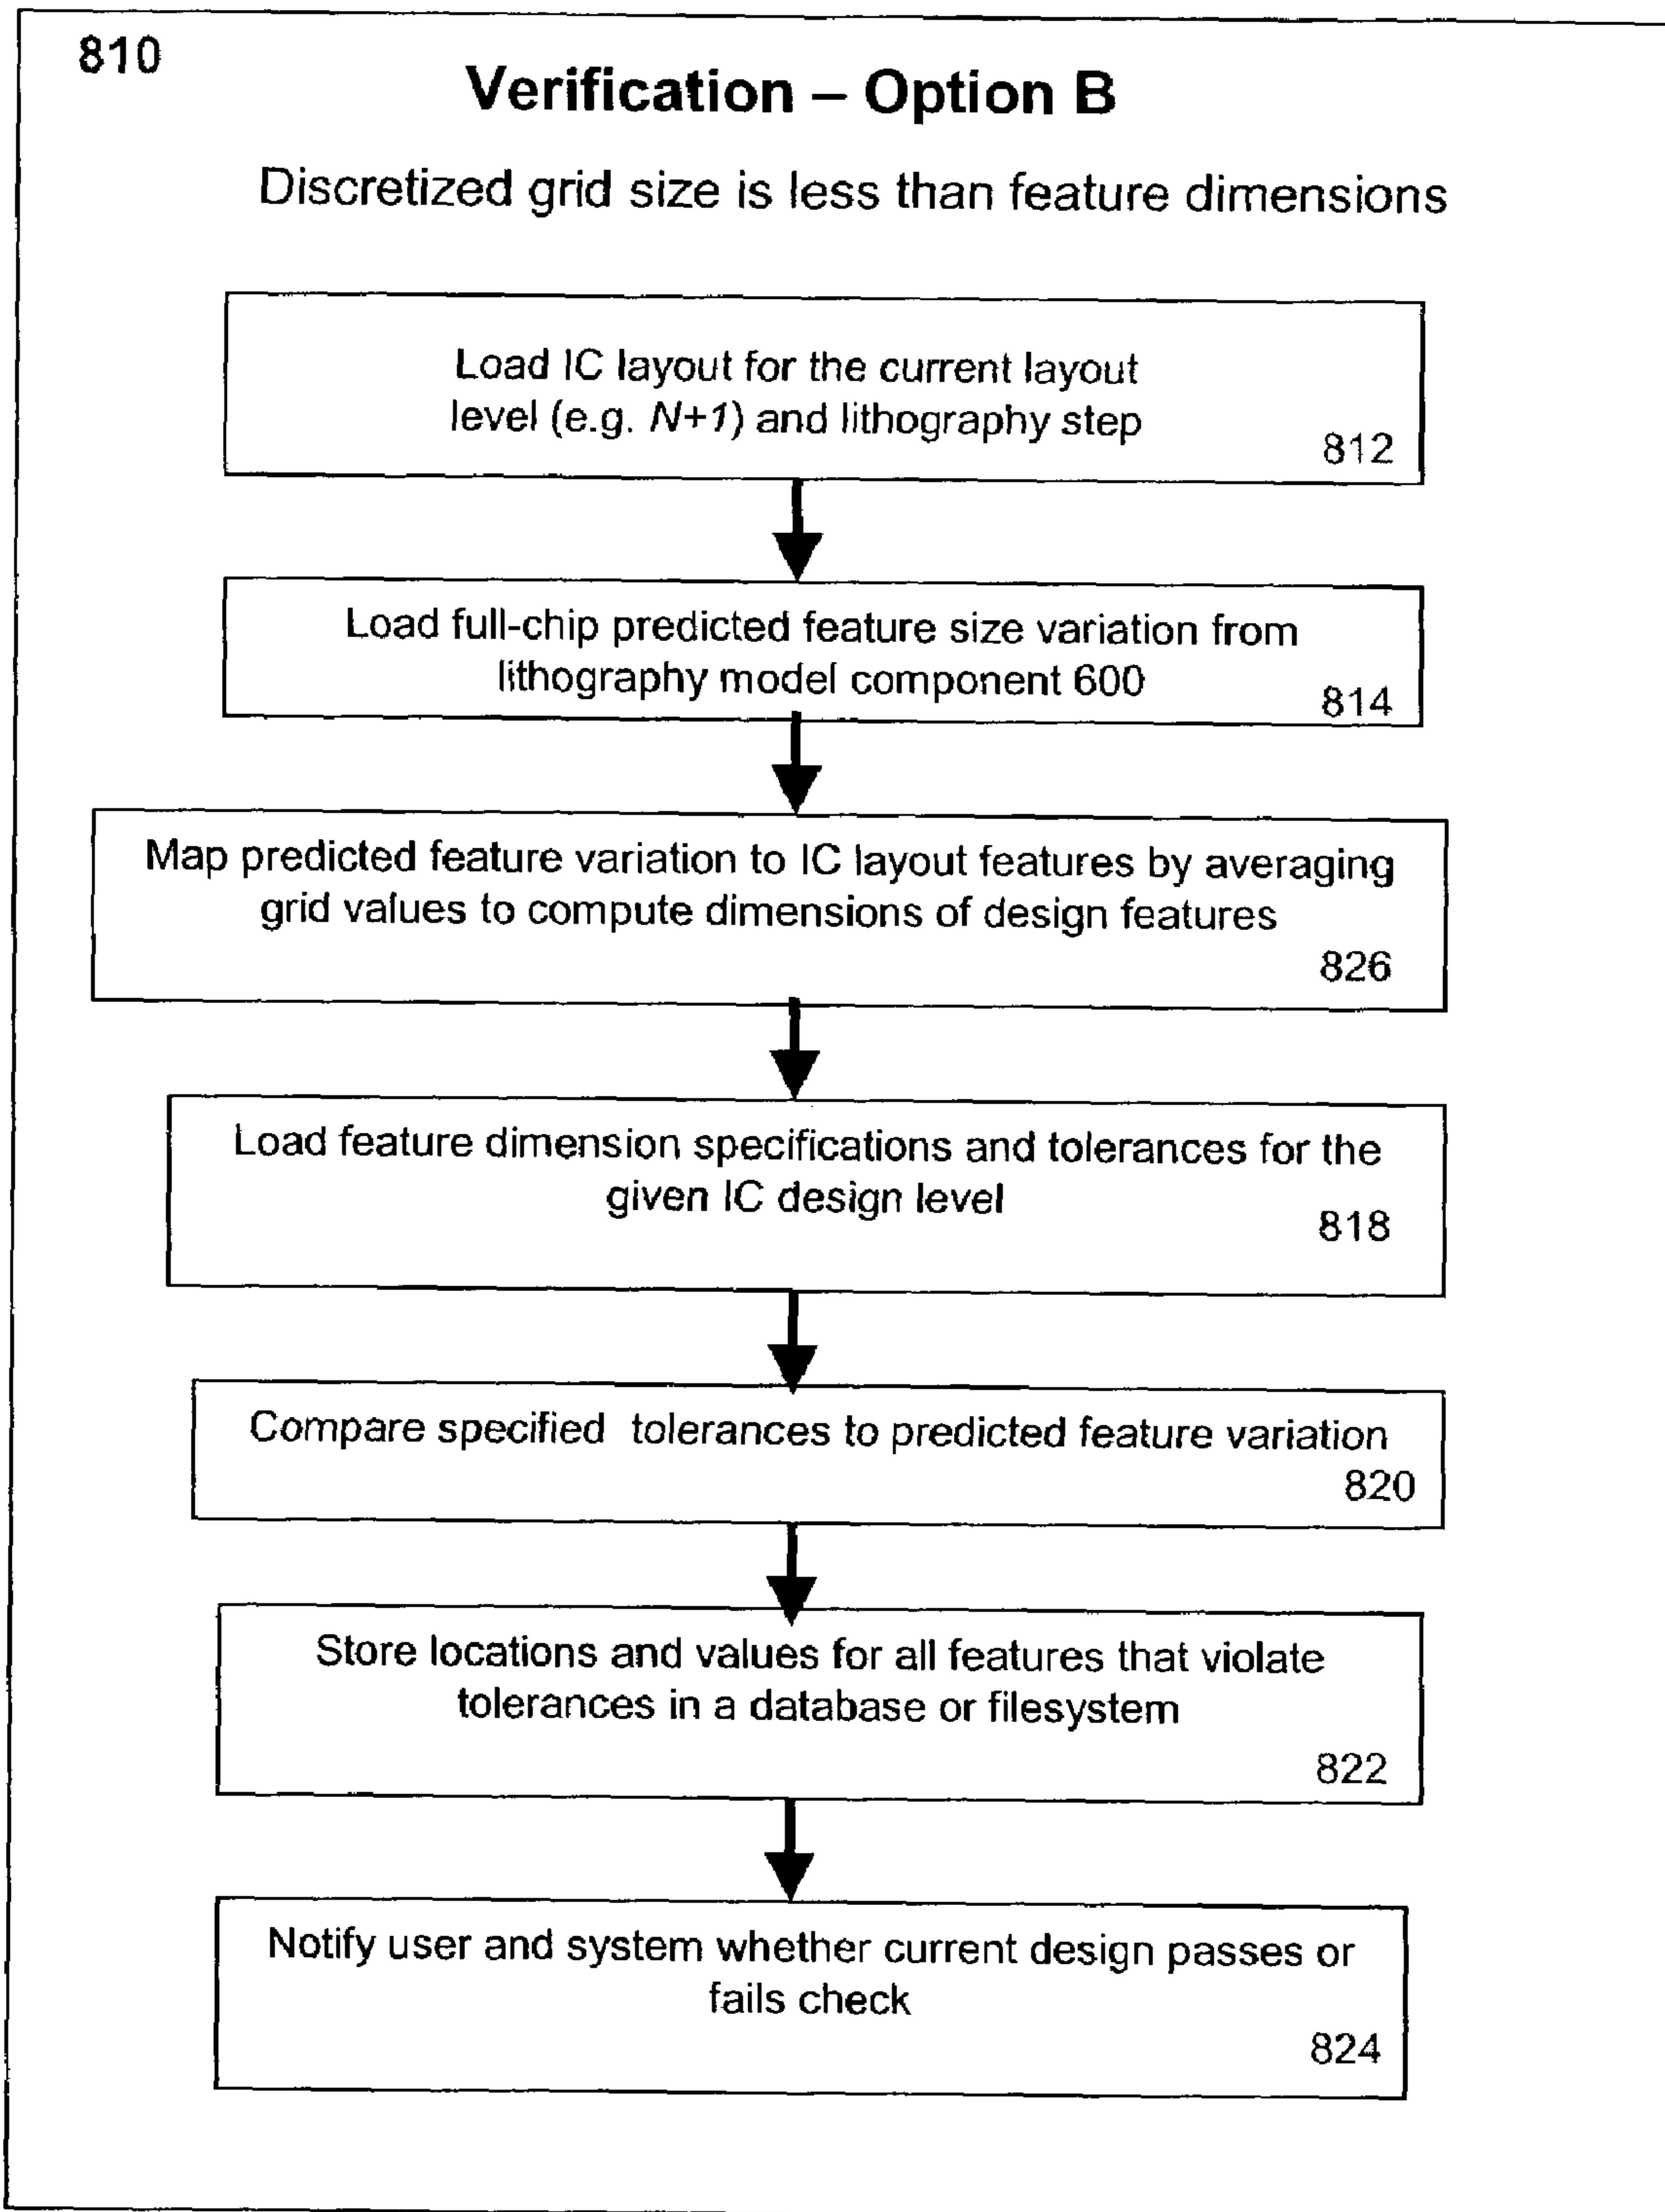 810
Verification – Option B
Discretized grid size is less than feature dimensions
Load IC layout for the current layout
level (e.g. N+1) and lithography step
812
Load full-chip predicted feature size variation from
lithography model component 600
814
Map predicted feature variation to IC layout features by averaging
grid values to compute dimensions of design features
826
Load feature dimension specifications and tolerances for the
given IC design level
818
Compare specified tolerances to predicted feature variation
820
Store locations and values for all features that violate
tolerances in a database or filesystem
822
Notify user and system whether current design passes or
fails check
824